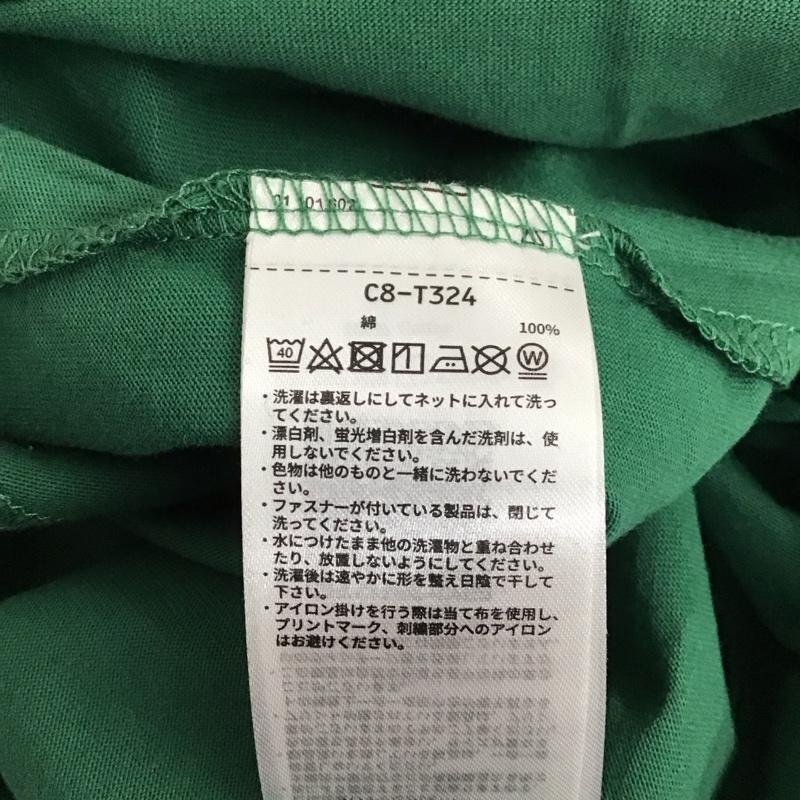 01 01602
C8-T324
綿 100%
40 W
・洗濯は裏返しにしてネットに入れて洗っ
てください。
・漂白剤、蛍光増白剤を含んだ洗剤は、使
用しないでください。
・色物は他のものと一緒に洗わないでくだ
さい。
・ファスナーが付いている製品は、閉じて
洗ってください。
・水につけたまま他の洗濯物と重ね合わせ
たり、放置しないようにしてください。
・洗濯後は速やかに形を整え日陰で干して
下さい。
・アイロン掛けを行う際は当て布を使用し、
プリントマーク、刺繍部分へのアイロン
はお避けください。